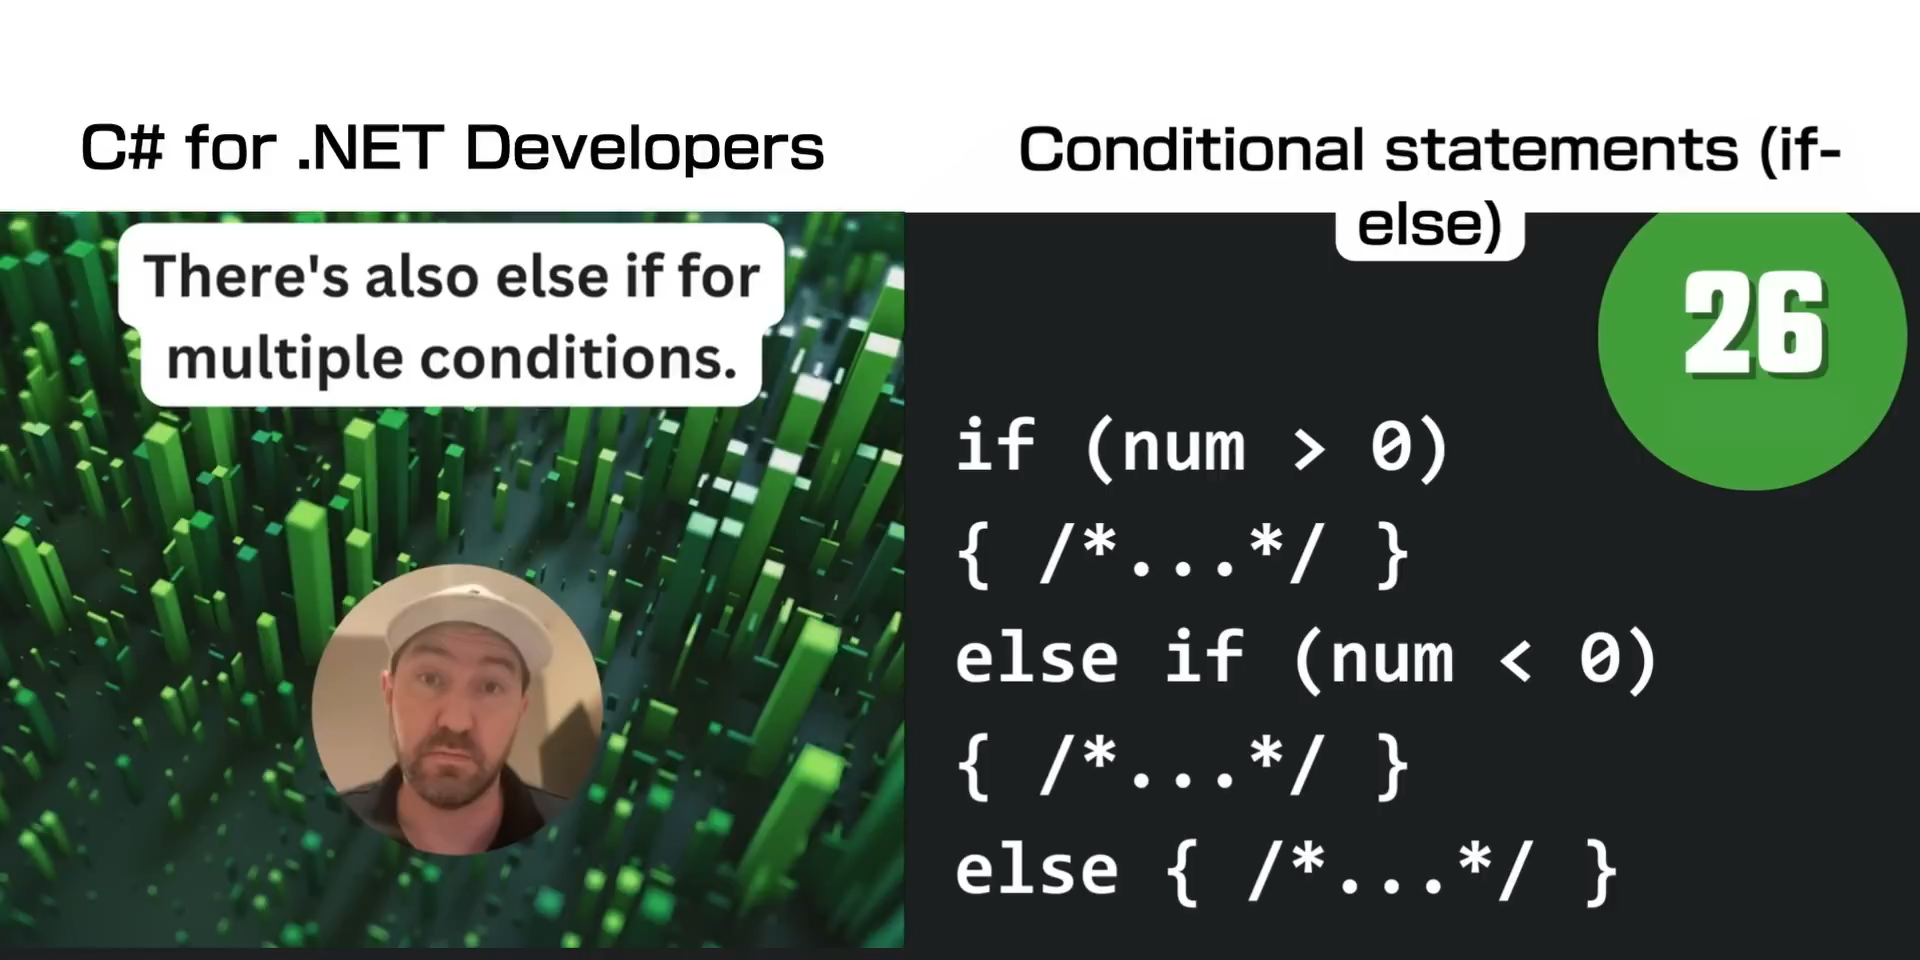 C# for .NET Developers
There's also else if for
multiple conditions.
Conditional statements (if-
else)
26
if (num > 0)
{ /*...*/ }
else if (num < 0)
{ /*...*/ }
else { /*...*/ }